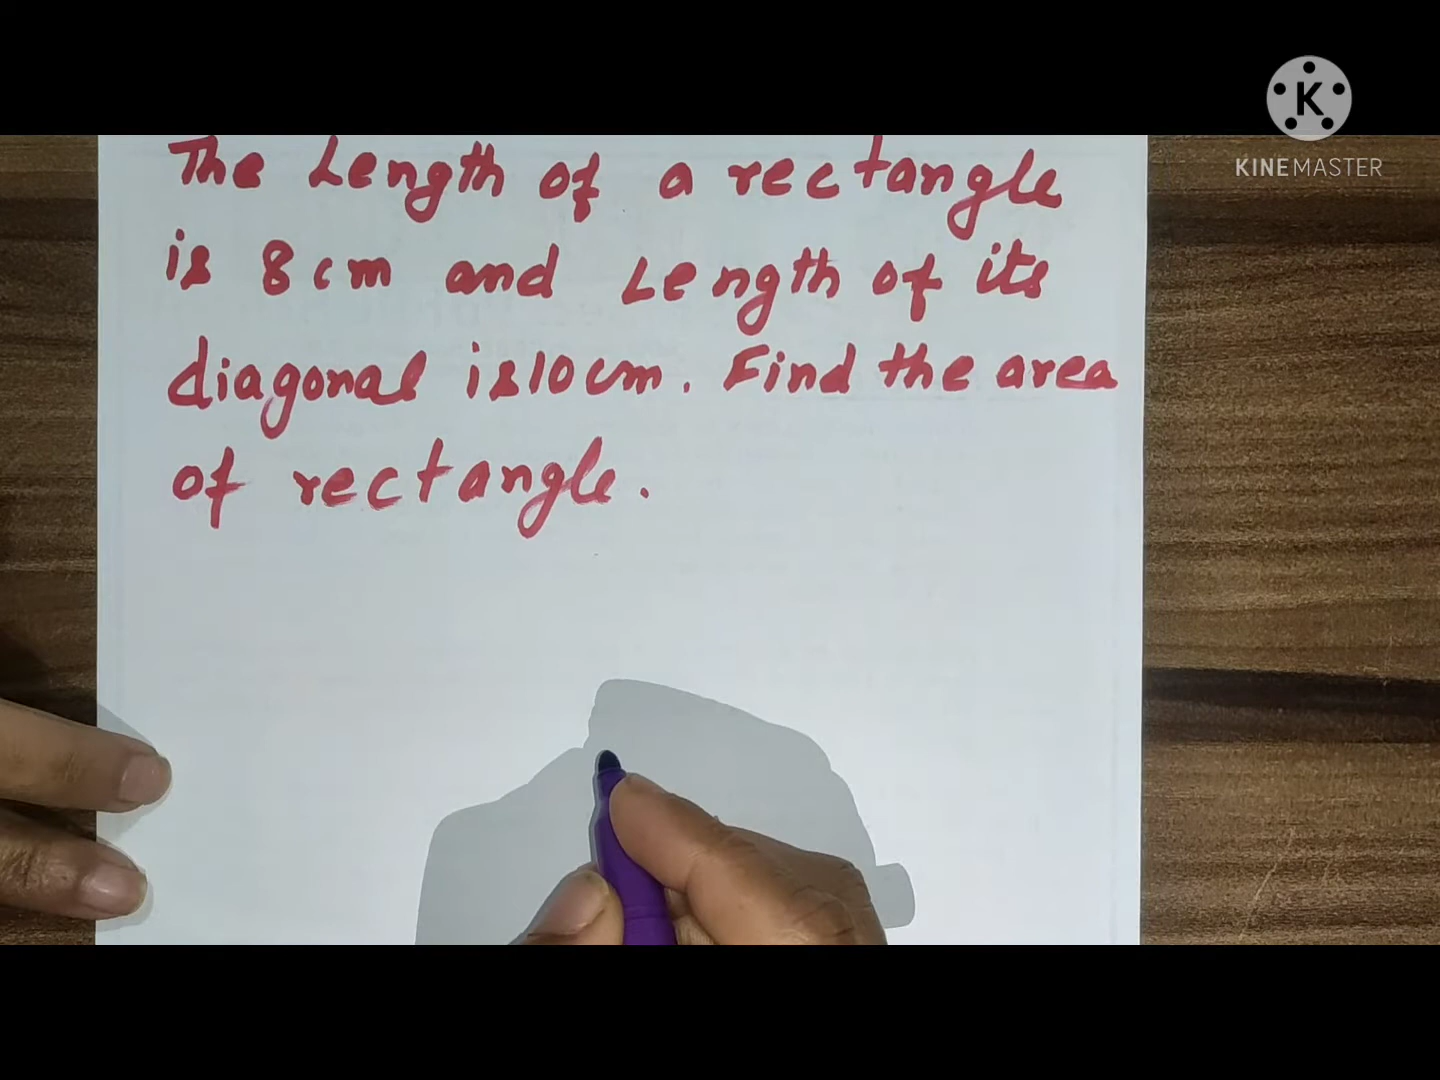 K
KINEMASTER
The Length of a rectangle
is 8cm and Length of its
diagonal is 10cm. Find the area
of rectangle.